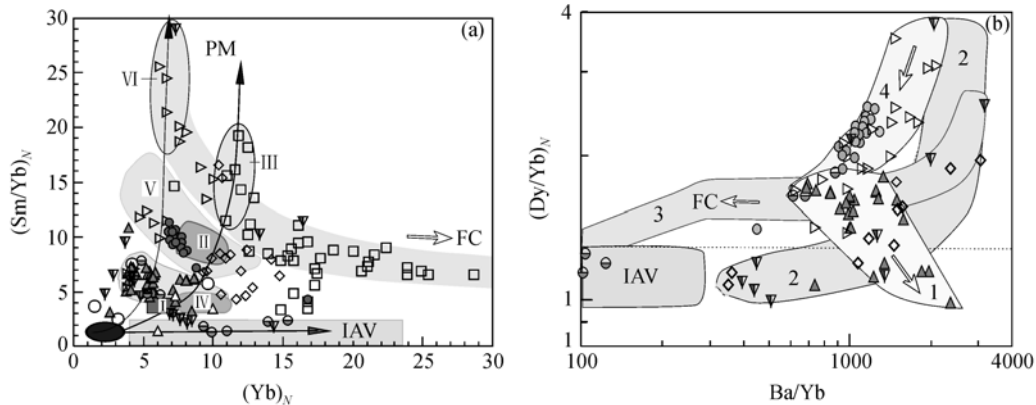 (a)
30
25
20
15
10
5
0
(Sm/Yb)N
0 5 10 15 20 25 30
(Yb)N
PM
VI
III
V
II
I
IV
FC
IAV
(b)
4
1
1
(Dy/Yb)N
100 1000 4000
Ba/Yb
2
4
FC
3
IAV
2
1